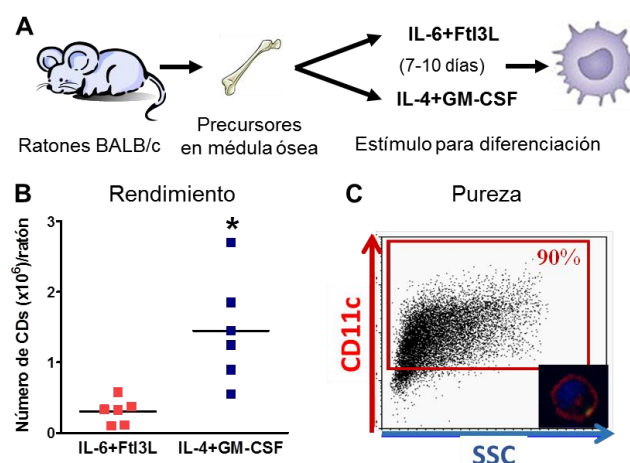 A
IL-6+Ftl3L
(7-10 días)
IL-4+GM-CSF
Ratones BALB/c
Precursores
en médula ósea
Estímulo para diferenciación
B
Rendimiento
Número de CDs (x10⁶)/ratón
3
2
1
0
*
IL-6+Ftl3L
IL-4+GM-CSF
C
Pureza
90%
CD11c
SSC